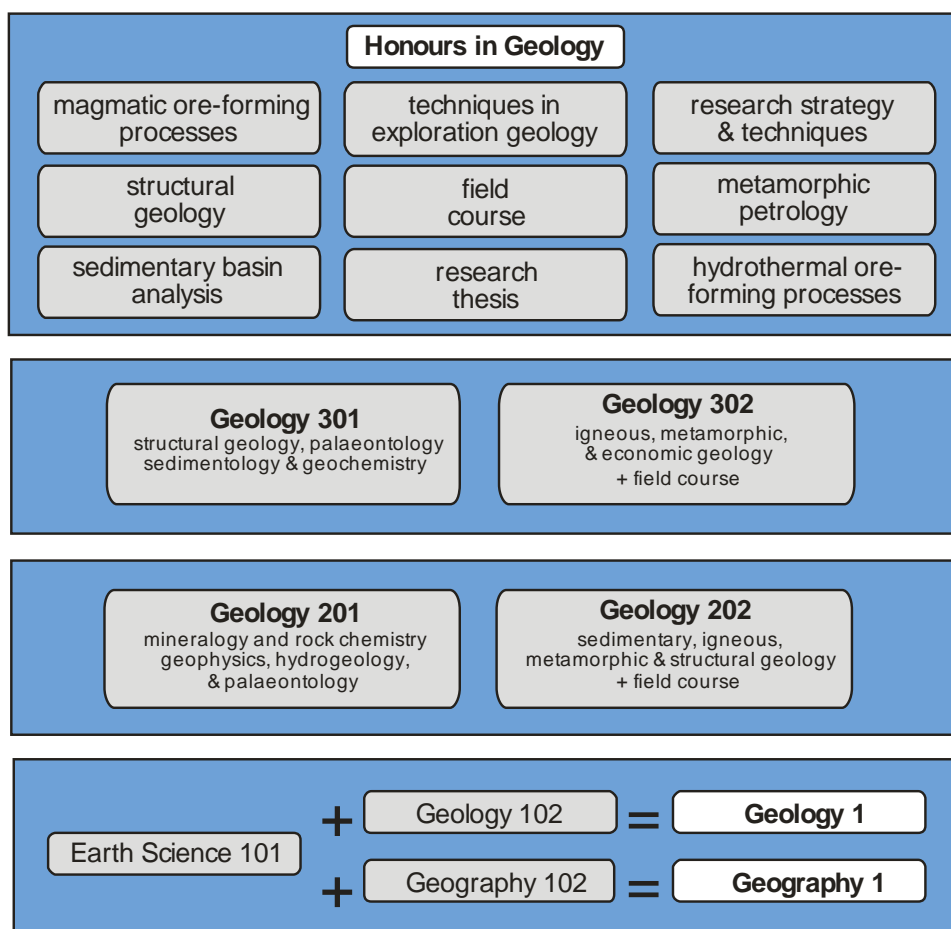 Honours in Geology
magmatic ore-forming
processes
techniques in
exploration geology
research strategy
& techniques
structural
geology
field
course
metamorphic
petrology
sedimentary basin
analysis
research
thesis
hydrothermal ore-
forming processes
Geology 301
structural geology, palaeontology
sedimentology & geochemistry
Geology 302
igneous, metamorphic,
& economic geology
+ field course
Geology 201
mineralogy and rock chemistry
geophysics, hydrogeology,
& palaeontology
Geology 202
sedimentary, igneous,
metamorphic & structural geology
+ field course
Earth Science 101
+ Geology 102 = Geology 1
+ Geography 102 = Geography 1